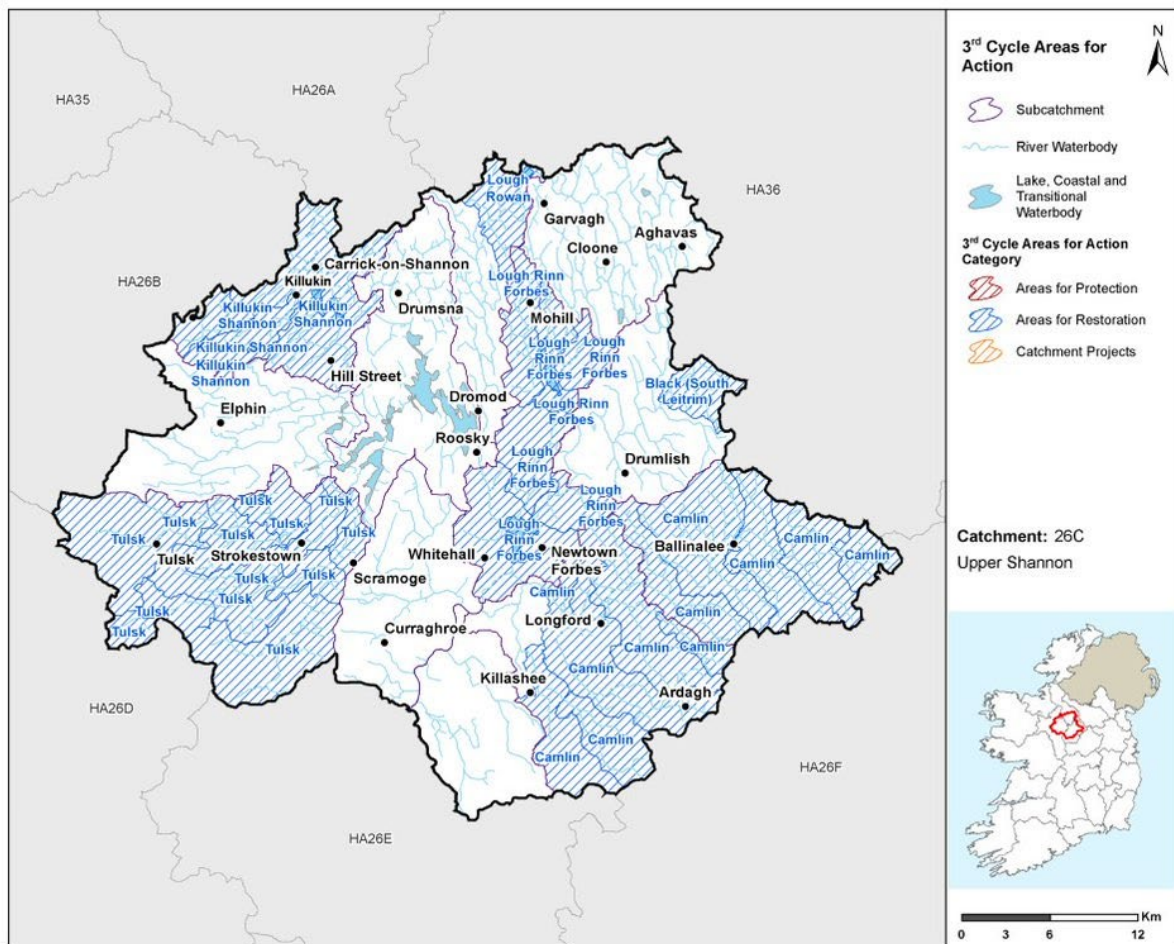 HA35
HA26A
HA36
HA26B
HA26D
HA26E
HA26F
Lough
Rowan
Garvagh
Aghavas
Cloone
Carrick-on-Shannon
Killukin
Killukin
Shannon
Killukin
Shannon
Killukin Shannon
Killukin
Shannon
Drumsna
Hill Street
Lough Rinn
Forbes
Mohill
Lough
Rinn
Forbes
Lough
Rinn
Forbes
Black (South
Leitrim)
Elphin
Dromod
Lough Rinn
Forbes
Roosky
Lough
Rinn
Forbes
Drumlish
Tulsk
Tulsk
Tulsk
Tulsk
Tulsk
Tulsk
Tulsk
Tulsk
Strokestown
Tulsk
Tulsk
Tulsk
Tulsk
Tulsk
Tulsk
Scramoge
Whitehall
Lough
Rinn
Forbes
Lough
Rinn
Forbes
Newtown
Forbes
Camlin
Camlin
Ballinalee
Camlin
Camlin
Camlin
Camlin
Longford
Camlin
Camlin
Camlin
Curraghroe
Killashee
Ardagh
Camlin
Camlin
3rd Cycle Areas for
Action
N
Subcatchment
River Waterbody
Lake, Coastal and
Transitional
Waterbody
3rd Cycle Areas for Action
Category
Areas for Protection
Areas for Restoration
Catchment Projects
Catchment: 26C
Upper Shannon
Km
0 3 6 12